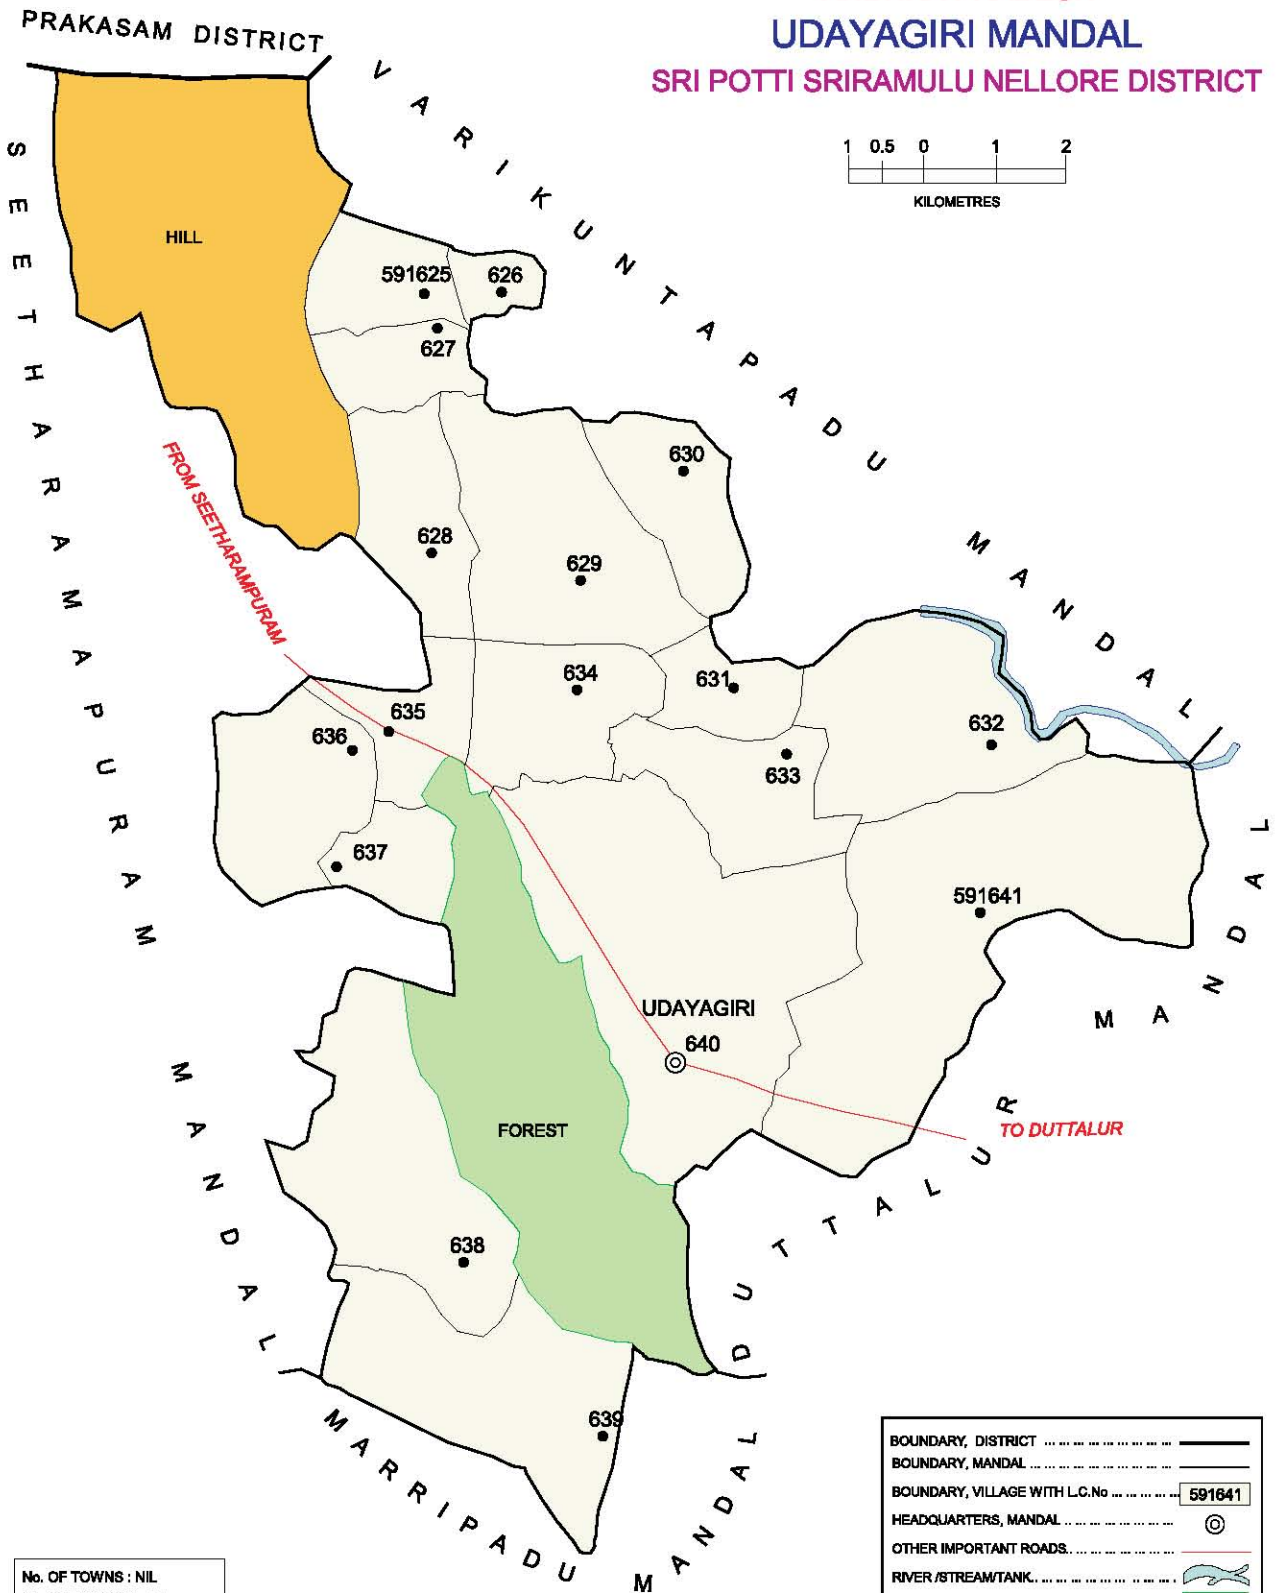 UDAYAGIRI MANDAL
SRI POTTI SRIRAMULU NELLORE DISTRICT
1 0.5 0 1 2
KILOMETRES
PRAKASAM DISTRICT
VARIKUNTAPADU MANDAL
SEETHARAMAPURAM MANDAL
HILL
591625
626
627
FROM SEETHARAMPURAM
630
628
629
634
631
635
636
632
633
637
591641
UDAYAGIRI
640
FOREST
TO DUTTALUR
DUTTALUR MANDAL
638
639
MARRIPADU MANDAL
BOUNDARY, DISTRICT
BOUNDARY, MANDAL
BOUNDARY, VILLAGE WITH L.C.No 591641
HEADQUARTERS, MANDAL
OTHER IMPORTANT ROADS
RIVER /STREAM/TANK
No. OF TOWNS : NIL